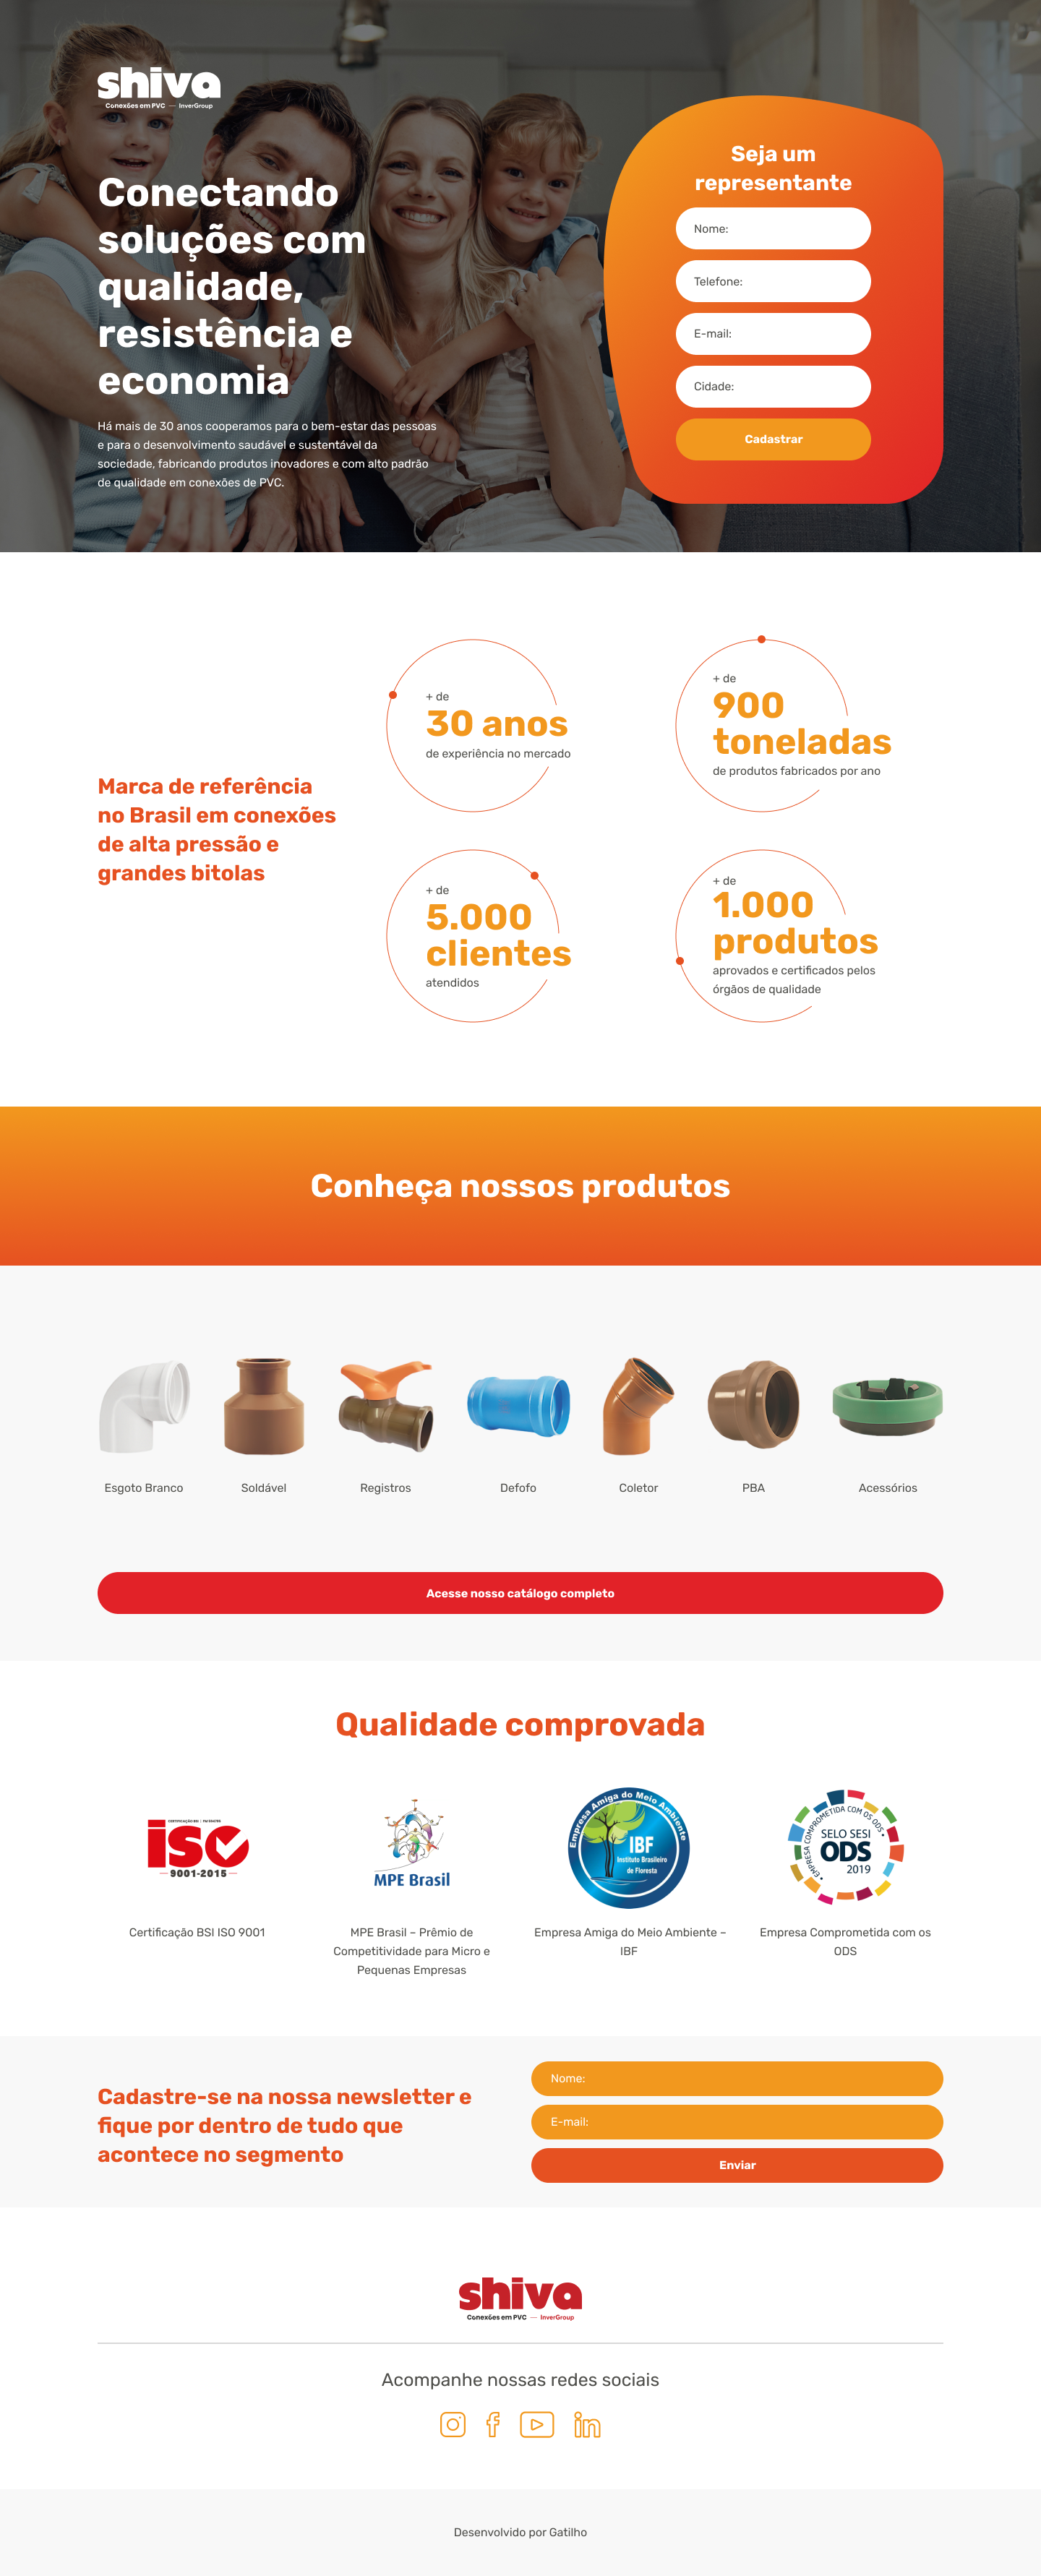 shiva
Conexões em PVC — InverGroup
Conectando
soluções com
qualidade,
resistência e
economia
Há mais de 30 anos cooperamos para o bem-estar das pessoas
e para o desenvolvimento saudável e sustentável da
sociedade, fabricando produtos inovadores e com alto padrão
de qualidade em conexões de PVC.
Seja um
representante
Nome:
Telefone:
E-mail:
Cidade:
Cadastrar
Marca de referência
no Brasil em conexões
de alta pressão e
grandes bitolas
+ de
30 anos
de experiência no mercado
+ de
900
toneladas
de produtos fabricados por ano
+ de
5.000
clientes
atendidos
+ de
1.000
produtos
aprovados e certificados pelos
órgãos de qualidade
Conheça nossos produtos
Esgoto Branco
Soldável
Registros
Defofo
Coletor
PBA
Acessórios
Acesse nosso catálogo completo
Qualidade comprovada
iso
9001-2015
Certificação BSI ISO 9001
MPE Brasil
MPE Brasil – Prêmio de
Competitividade para Micro e
Pequenas Empresas
Empresa Amiga do Meio Ambiente
IBF
Instituto Brasileiro
de Floresta
Empresa Amiga do Meio Ambiente –
IBF
EMPRESA COMPROMETIDA COM OS ODS
SELO SESI
ODS
2019
Empresa Comprometida com os
ODS
Cadastre-se na nossa newsletter e
fique por dentro de tudo que
acontece no segmento
Nome:
E-mail:
Enviar
shiva
Conexões em PVC — InverGroup
Acompanhe nossas redes sociais
Desenvolvido por Gatilho